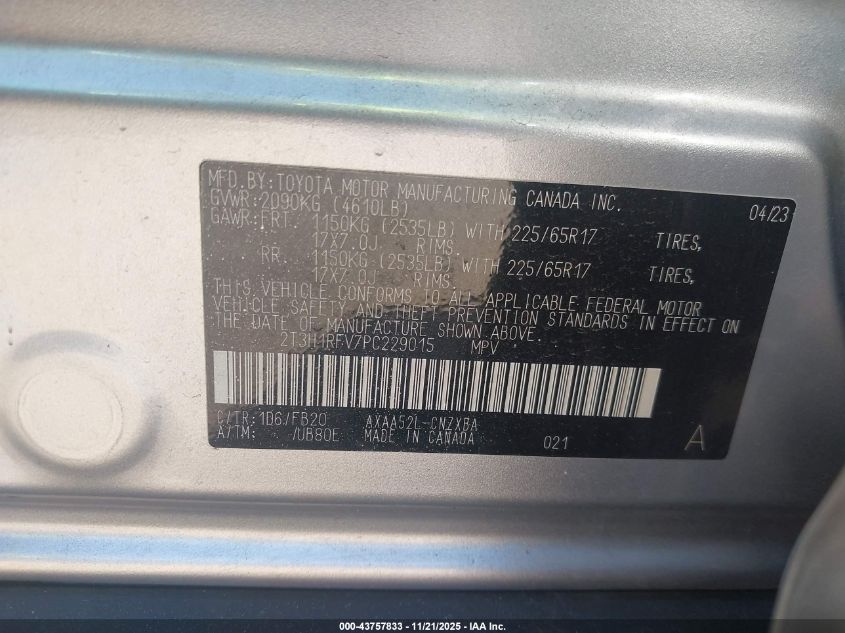 MFD. BY:TOYOTA MOTOR MANUFACTURING CANADA INC.
GVWR:2090KG (4610LB) 04/23
GAWR:FRT 1150KG (2535LB) WITH 225/65R17 TIRES,
17X7.0J RIMS.
RR. 1150KG (2535LB) WITH 225/65R17 TIRES,
17X7.0J RIMS.
THIS VEHICLE CONFORMS TO ALL APPLICABLE FEDERAL MOTOR
VEHICLE SAFETY AND THEFT PREVENTION STANDARDS IN EFFECT ON
THE DATE OF MANUFACTURE SHOWN ABOVE.
2T3H1RFV7PC229015 MPV
C/TR:1D6/FB20 AXAA52L-CNZXBA
A/TM: /UB80E MADE IN CANADA 021 A
000-43757833 - 11/21/2025 - IAA Inc.